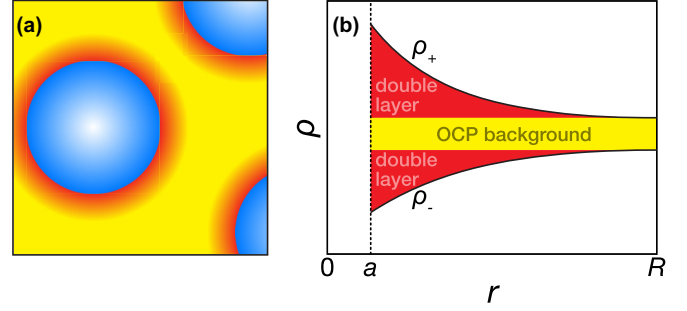 (a)
(b)
ρ₊
double
layer
OCP background
double
layer
ρ₋
ρ
0 a R
r